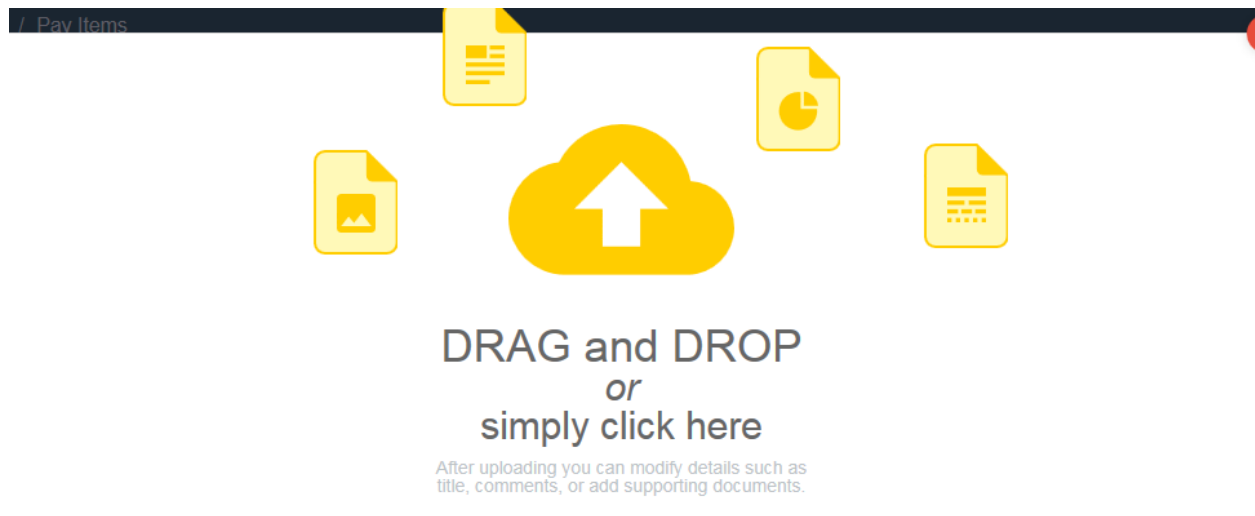 / Pay Items
DRAG and DROP
or
simply click here
After uploading you can modify details such as
title, comments, or add supporting documents.